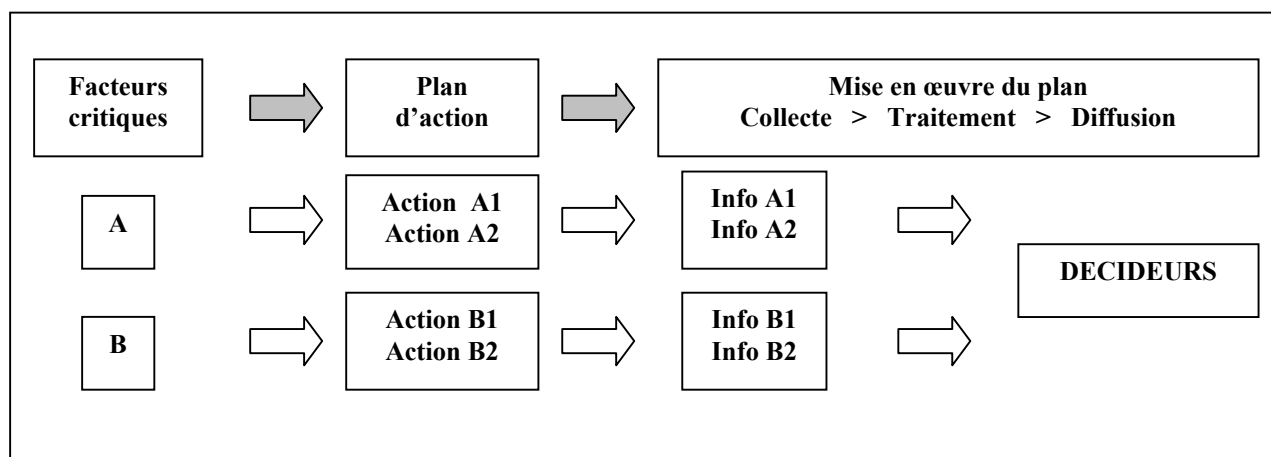 Facteurs
critiques
Plan
d'action
Mise en œuvre du plan
Collecte > Traitement > Diffusion
A
Action A1
Action A2
Info A1
Info A2
DECIDEURS
B
Action B1
Action B2
Info B1
Info B2